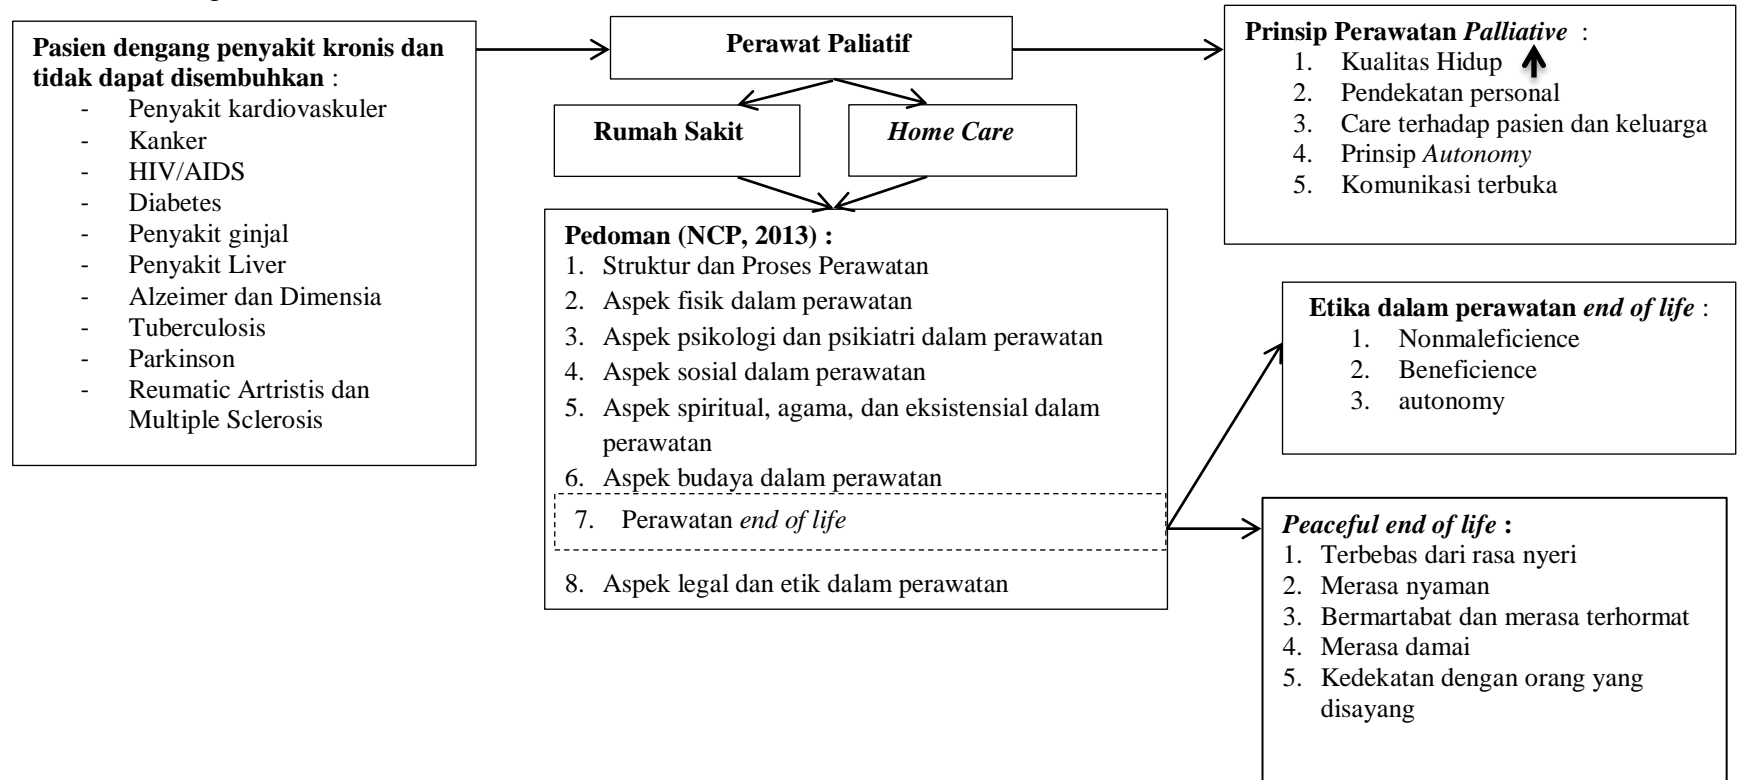 Pasien dengang penyakit kronis dan
tidak dapat disembuhkan :
- Penyakit kardiovaskuler
- Kanker
- HIV/AIDS
- Diabetes
- Penyakit ginjal
- Penyakit Liver
- Alzeimer dan Dimensia
- Tuberculosis
- Parkinson
- Reumatic Artristis dan
Multiple Sclerosis
Perawat Paliatif
Rumah Sakit
Home Care
Pedoman (NCP, 2013) :
1. Struktur dan Proses Perawatan
2. Aspek fisik dalam perawatan
3. Aspek psikologi dan psikiatri dalam perawatan
4. Aspek sosial dalam perawatan
5. Aspek spiritual, agama, dan eksistensial dalam
perawatan
6. Aspek budaya dalam perawatan
7. Perawatan end of life
8. Aspek legal dan etik dalam perawatan
Prinsip Perawatan Palliative :
1. Kualitas Hidup
2. Pendekatan personal
3. Care terhadap pasien dan keluarga
4. Prinsip Autonomy
5. Komunikasi terbuka
Etika dalam perawatan end of life :
1. Nonmaleficience
2. Beneficience
3. autonomy
Peaceful end of life :
1. Terbebas dari rasa nyeri
2. Merasa nyaman
3. Bermartabat dan merasa terhormat
4. Merasa damai
5. Kedekatan dengan orang yang
disayang